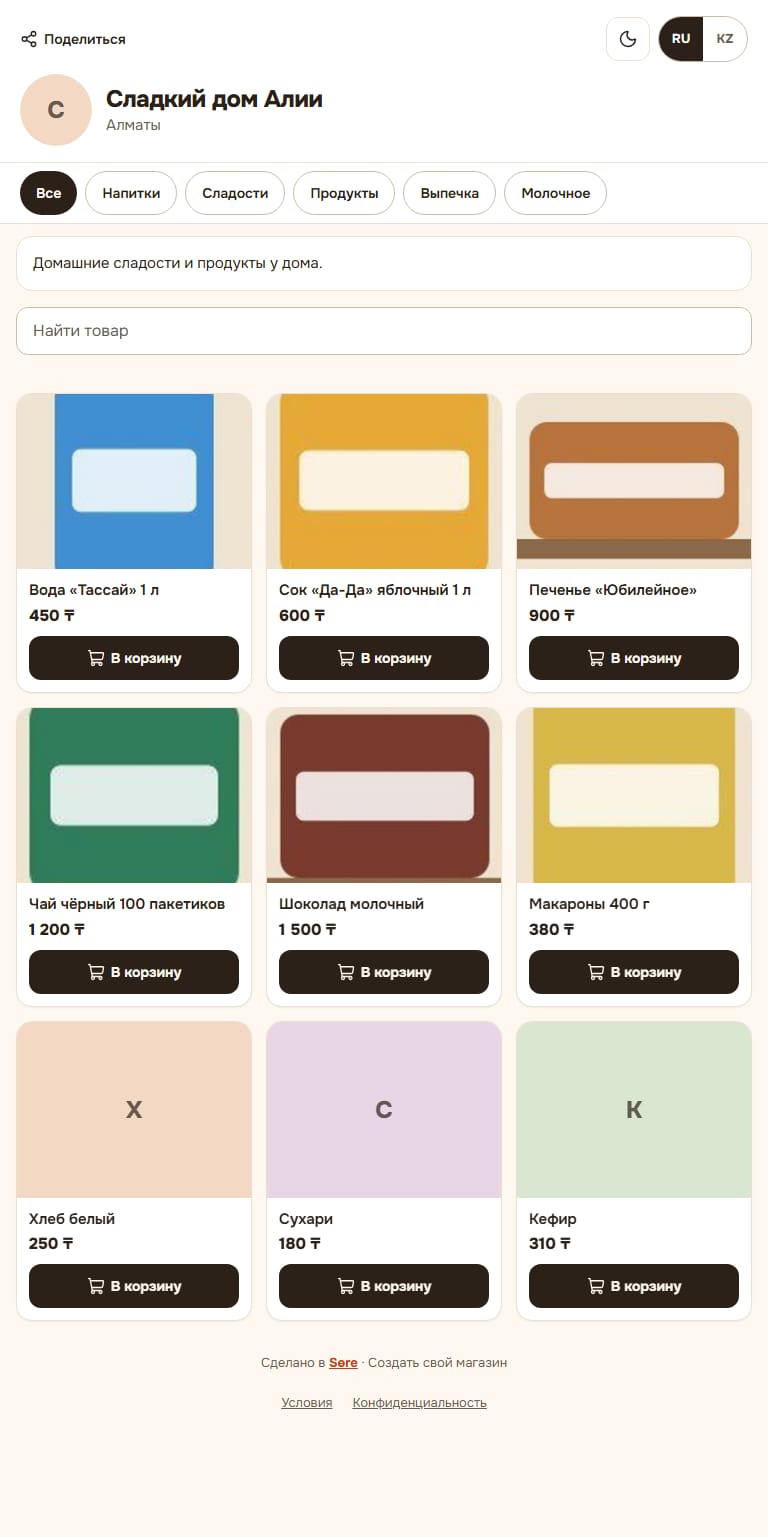 Поделиться
RU KZ
С
Сладкий дом Алии
Алматы
Все Напитки Сладости Продукты Выпечка Молочное
Домашние сладости и продукты у дома.
Найти товар
Вода «Тассай» 1 л
450 ₸
В корзину
Сок «Да-Да» яблочный 1 л
600 ₸
В корзину
Печенье «Юбилейное»
900 ₸
В корзину
Чай чёрный 100 пакетиков
1 200 ₸
В корзину
Шоколад молочный
1 500 ₸
В корзину
Макароны 400 г
380 ₸
В корзину
Х
Хлеб белый
250 ₸
В корзину
С
Сухари
180 ₸
В корзину
К
Кефир
310 ₸
В корзину
Сделано в Sere · Создать свой магазин
Условия Конфиденциальность